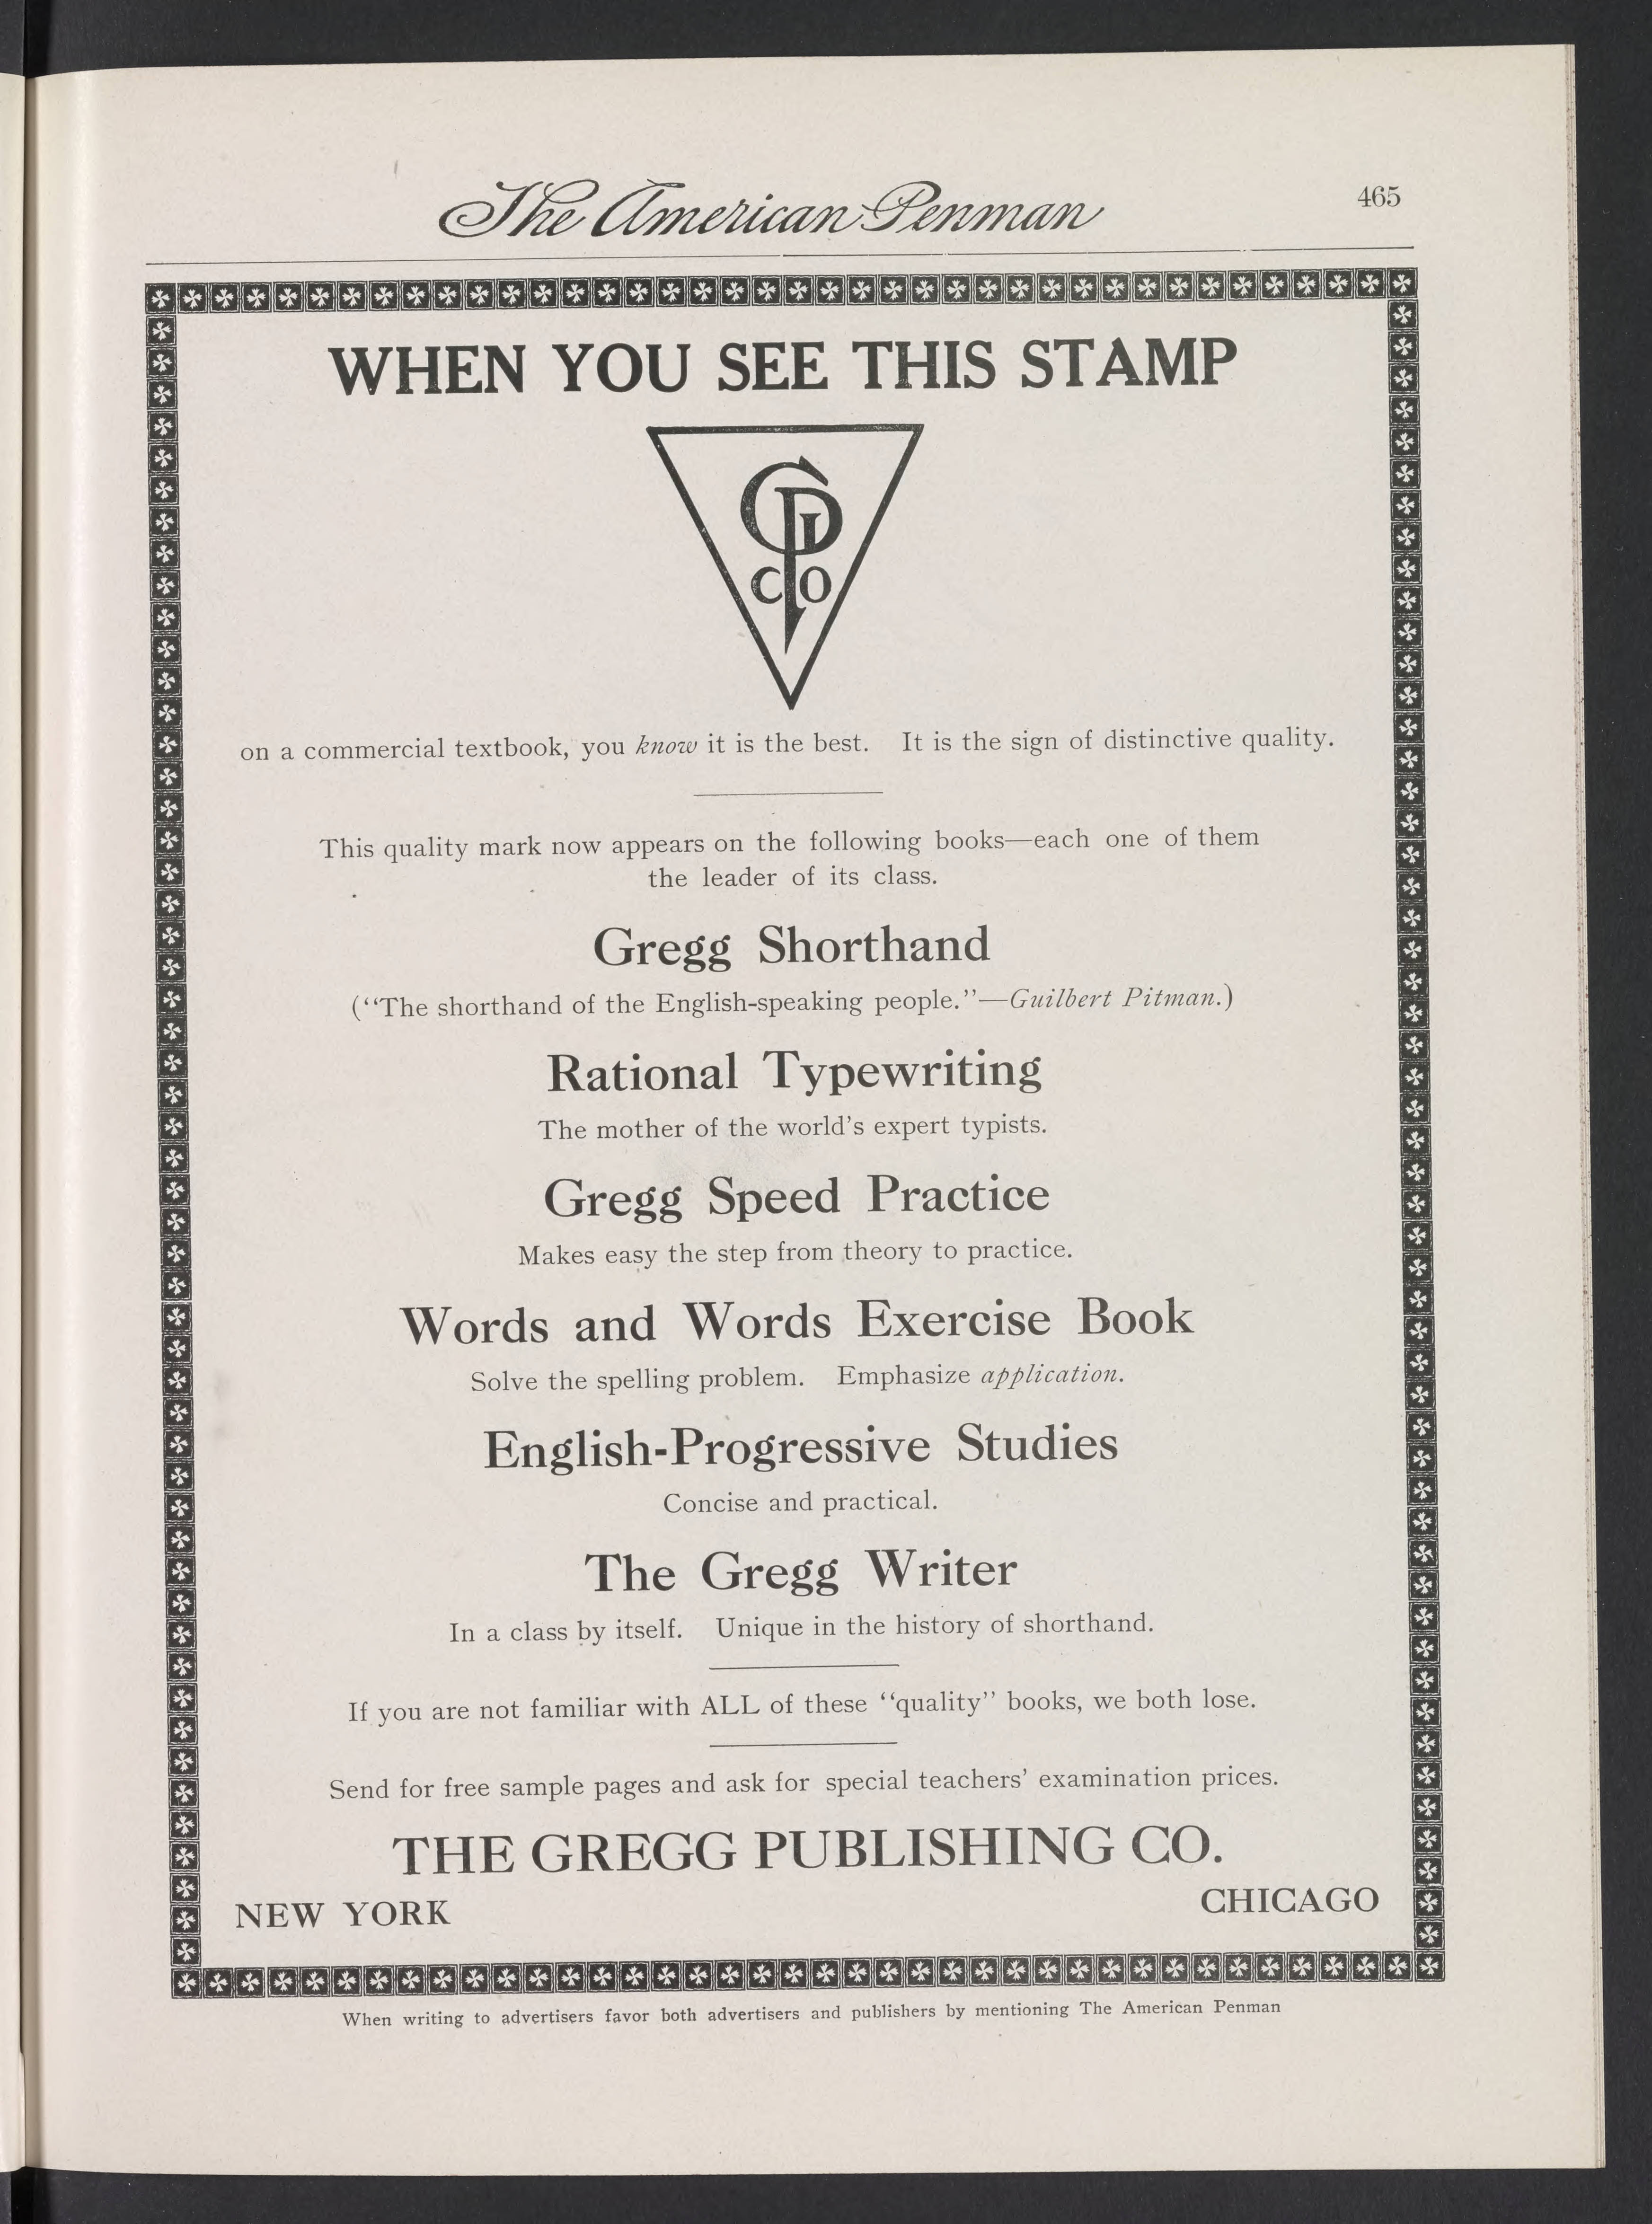 The American Penman
465
WHEN YOU SEE THIS STAMP
GP
CO
on a commercial textbook, you know it is the best. It is the sign of distinctive quality.
This quality mark now appears on the following books—each one of them
the leader of its class.
Gregg Shorthand
(“The shorthand of the English-speaking people.”—Guilbert Pitman.)
Rational Typewriting
The mother of the world’s expert typists.
Gregg Speed Practice
Makes easy the step from theory to practice.
Words and Words Exercise Book
Solve the spelling problem. Emphasize application.
English-Progressive Studies
Concise and practical.
The Gregg Writer
In a class by itself. Unique in the history of shorthand.
If you are not familiar with ALL of these “quality” books, we both lose.
Send for free sample pages and ask for special teachers’ examination prices.
THE GREGG PUBLISHING CO.
NEW YORK CHICAGO
When writing to advertisers favor both advertisers and publishers by mentioning The American Penman